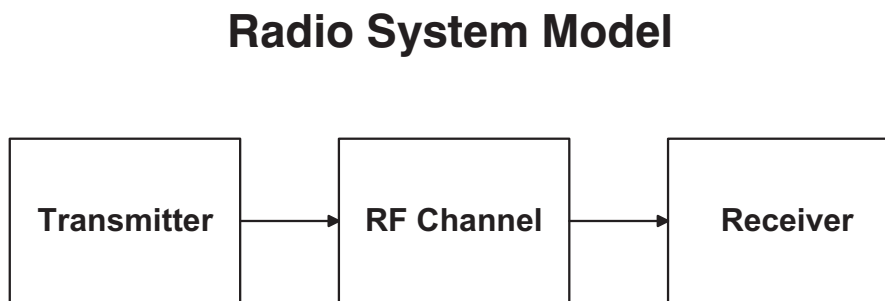 Radio System Model
Transmitter
RF Channel
Receiver